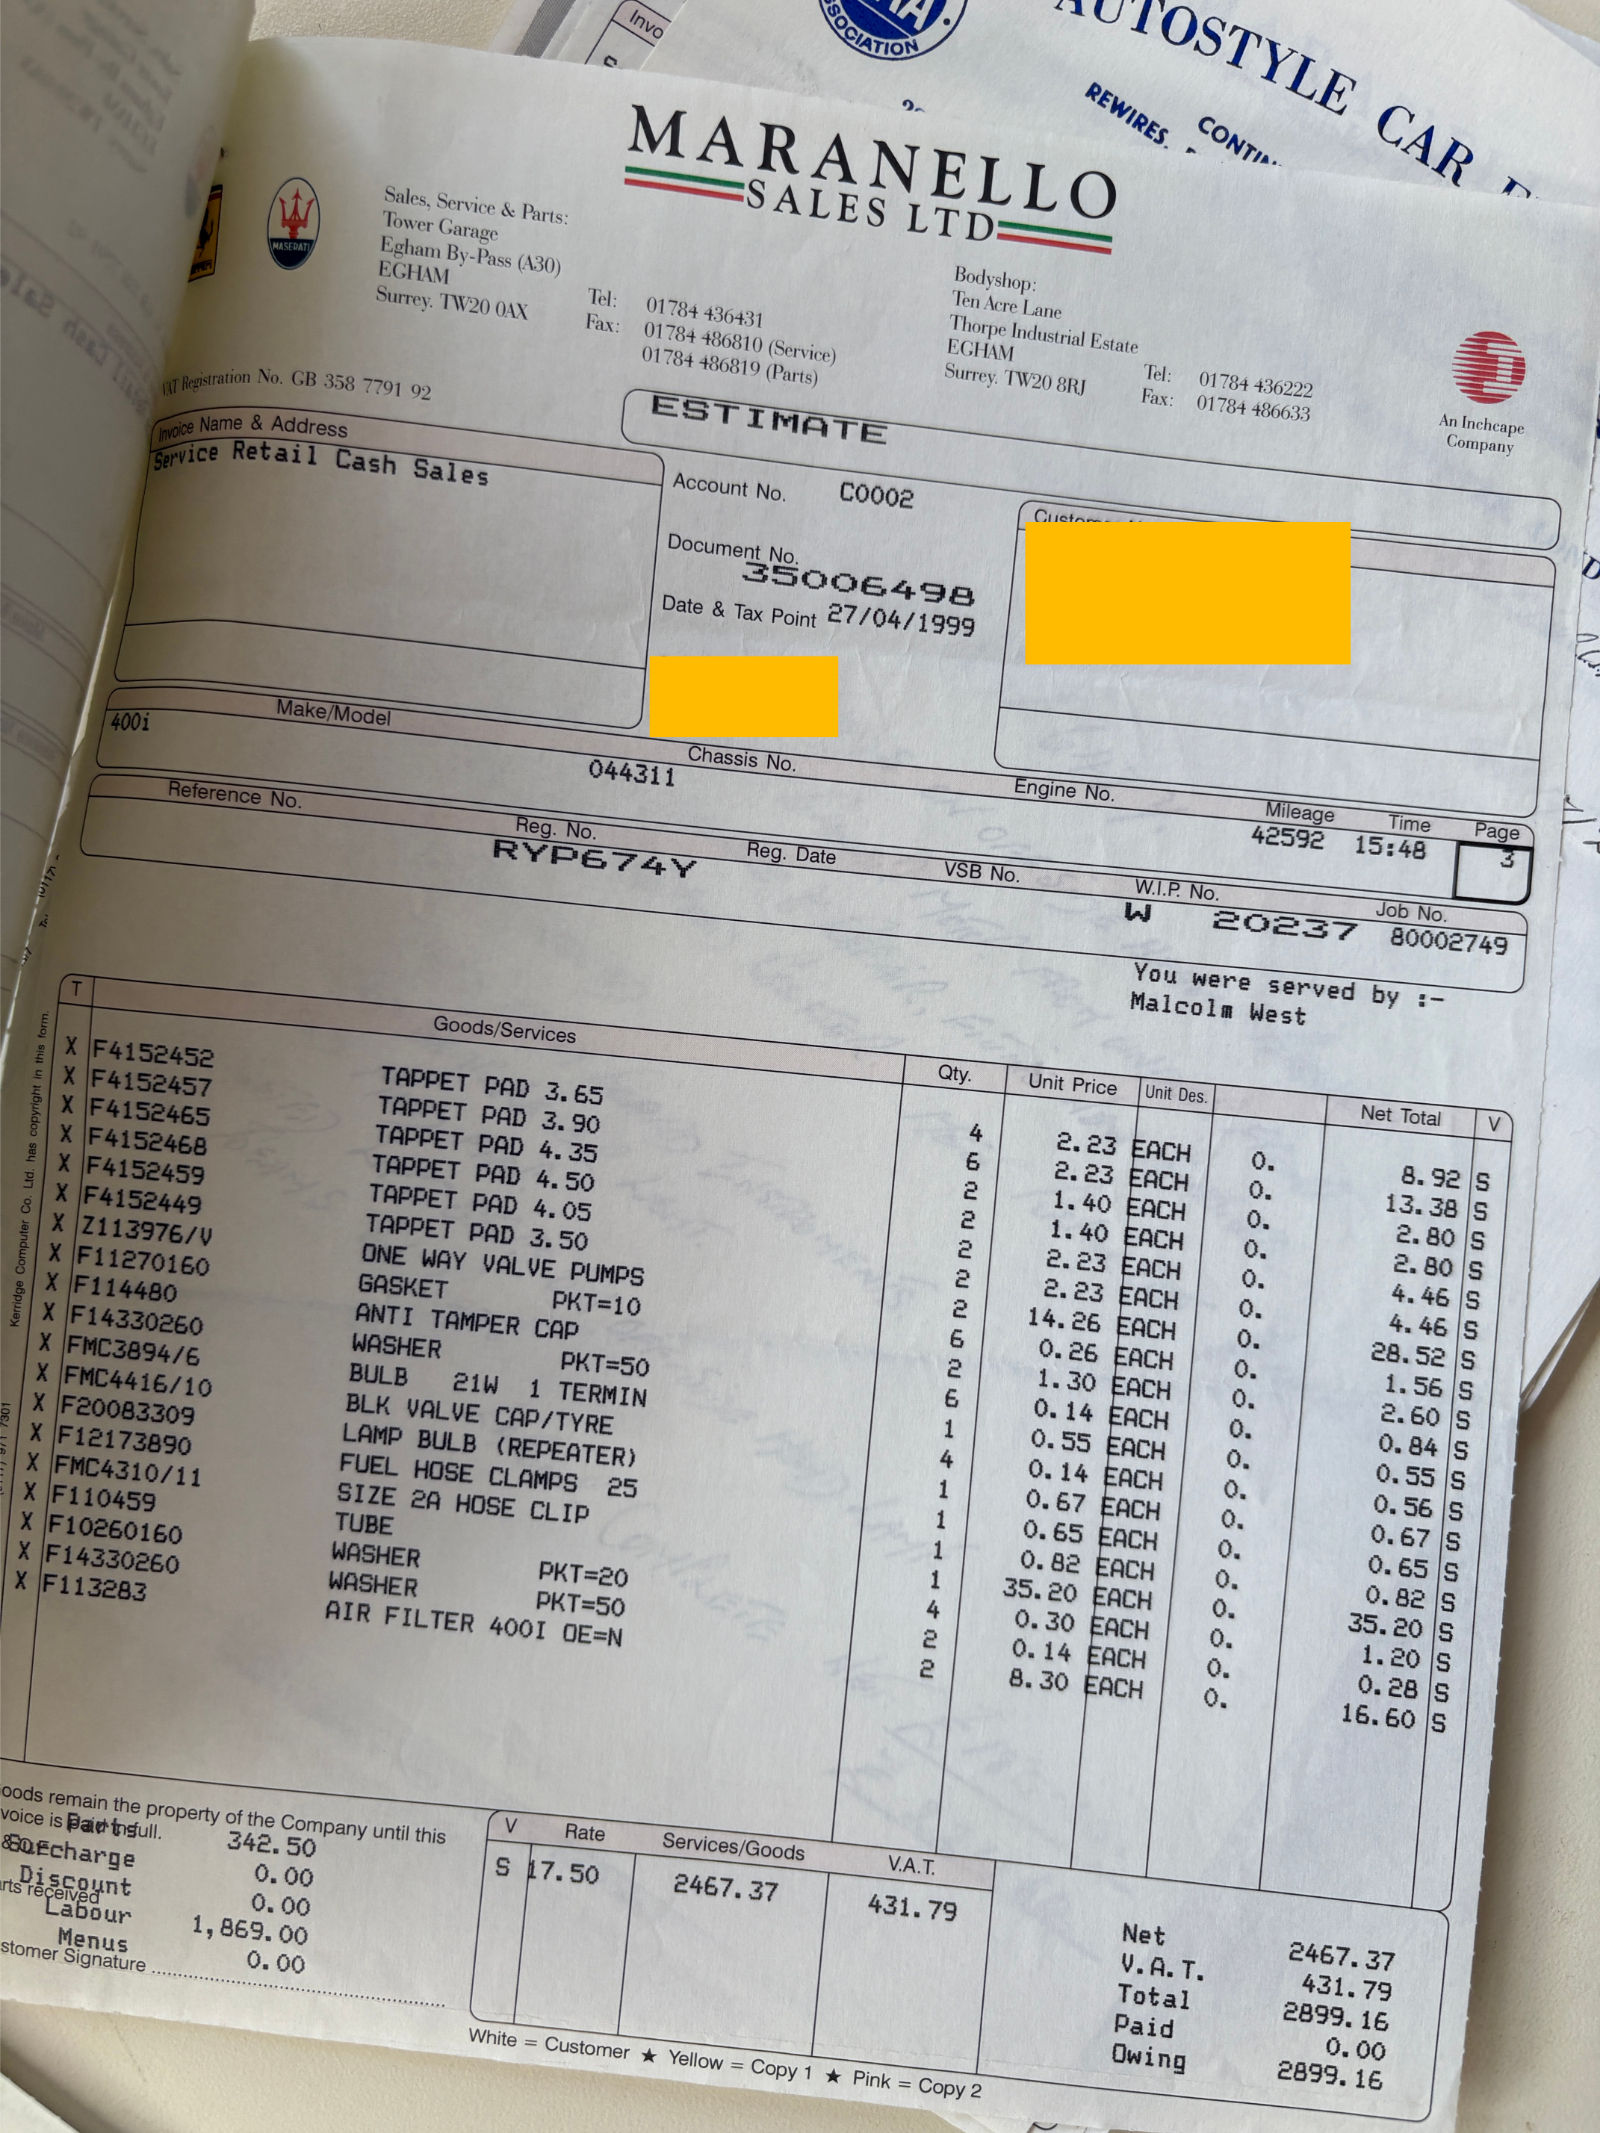 Invo
ASSOCIATION
AUTOSTYLE CAR
REWIRES.
MARANELLO
SALES LTD
MASERATI
Sales, Service & Parts:
Tower Garage
Egham By-Pass (A30)
EGHAM
Surrey. TW20 0AX
Tel: 01784 436431
Fax: 01784 486810 (Service)
01784 486819 (Parts)
Bodyshop:
Ten Acre Lane
Thorpe Industrial Estate
EGHAM
Surrey. TW20 8RJ
Tel: 01784 436222
Fax: 01784 486633
An Inchcape
Company
VAT Registration No. GB 358 7791 92
ESTIMATE
Invoice Name & Address
Service Retail Cash Sales
Account No. C0002
Document No.
35006498
Date & Tax Point 27/04/1999
Make/Model Chassis No. Engine No. Mileage Time Page
400i 044311 42592 15:48 3
Reference No. Reg. No. Reg. Date VSB No. W.I.P. No. Job No.
RYP674Y W 20237 80002749
You were served by :-
Malcolm West
T Goods/Services Qty. Unit Price Unit Des. Net Total V
X F4152452 TAPPET PAD 3.65 4 2.23 EACH 0. 8.92 S
X F4152457 TAPPET PAD 3.90 6 2.23 EACH 0. 13.38 S
X F4152465 TAPPET PAD 4.35 2 1.40 EACH 0. 2.80 S
X F4152468 TAPPET PAD 4.50 2 1.40 EACH 0. 2.80 S
X F4152459 TAPPET PAD 4.05 2 2.23 EACH 0. 4.46 S
X F4152449 TAPPET PAD 3.50 2 2.23 EACH 0. 4.46 S
X Z113976/V ONE WAY VALVE PUMPS 2 14.26 EACH 0. 28.52 S
X F11270160 GASKET PKT=10 6 0.26 EACH 0. 1.56 S
X F114480 ANTI TAMPER CAP 2 1.30 EACH 0. 2.60 S
X F14330260 WASHER PKT=50 6 0.14 EACH 0. 0.84 S
X FMC3894/6 BULB 21W 1 TERMIN 1 0.55 EACH 0. 0.55 S
X FMC4416/10 BLK VALVE CAP/TYRE 4 0.14 EACH 0. 0.56 S
X F20083309 LAMP BULB (REPEATER) 1 0.67 EACH 0. 0.67 S
X F12173890 FUEL HOSE CLAMPS 25 1 0.65 EACH 0. 0.65 S
X FMC4310/11 SIZE 2A HOSE CLIP 1 0.82 EACH 0. 0.82 S
X F110459 TUBE 1 35.20 EACH 0. 35.20 S
X F10260160 WASHER PKT=20 4 0.30 EACH 0. 1.20 S
X F14330260 WASHER PKT=50 2 0.14 EACH 0. 0.28 S
X F113283 AIR FILTER 400I OE=N 2 8.30 EACH 0. 16.60 S
Kerridge Computer Co. Ltd. has copyright in this form.
oods remain the property of the Company until this
voice is paid in full.
Parts 342.50
Surcharge 0.00
Discount 0.00
rts received
Labour 1,869.00
Menus 0.00
stomer Signature
V Rate Services/Goods V.A.T.
S 17.50 2467.37 431.79
Net 2467.37
V.A.T. 431.79
Total 2899.16
Paid 0.00
Owing 2899.16
White = Customer ★ Yellow = Copy 1 ★ Pink = Copy 2